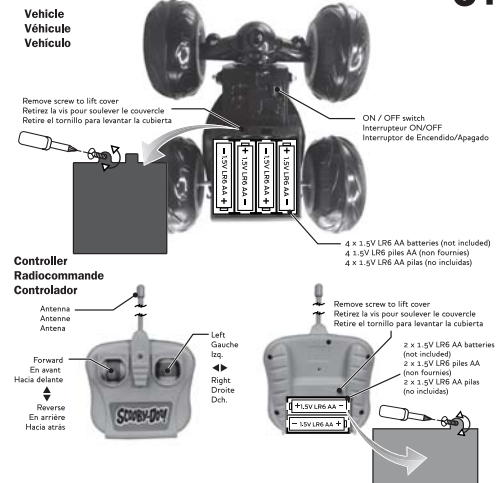 Vehicle
Véhicule
Vehículo
Remove screw to lift cover
Retirez la vis pour soulever le couvercle
Retire el tornillo para levantar la cubierta
ON / OFF switch
Interrupteur ON/OFF
Interruptor de Encendido/Apagado
- 1.5V LR6 AA +
+ 1.5V LR6 AA -
- 1.5V LR6 AA +
+ 1.5V LR6 AA -
4 x 1.5V LR6 AA batteries (not included)
4 1.5V LR6 piles AA (non fournies)
4 x 1.5V LR6 AA pilas (no incluidas)
Controller
Radiocommande
Controlador
Antenna
Antenne
Antena
Forward
En avant
Hacia delante
Reverse
En arrière
Hacia atrás
Left
Gauche
Izq.
Right
Droite
Dch.
SCOOBY-DOO!
Remove screw to lift cover
Retirez la vis pour soulever le couvercle
Retire el tornillo para levantar la cubierta
2 x 1.5V LR6 AA batteries
(not included)
2 x 1.5V LR6 piles AA
(non fournies)
2 x 1.5V LR6 AA pilas
(no incluidas)
+ 1.5V LR6 AA -
- 1.5V LR6 AA +